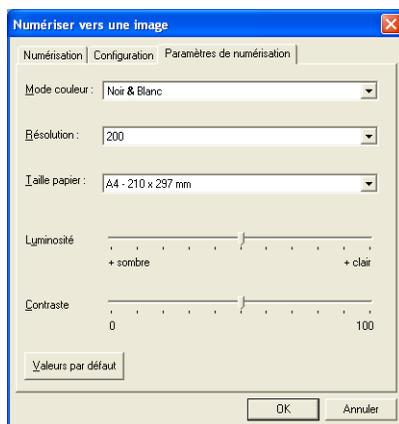 Numériser vers une image
Numérisation Configuration Paramètres de numérisation
Mode couleur : Noir & Blanc
Résolution : 200
Taille papier : A4 - 210 x 297 mm
Luminosité
+ sombre + clair
Contraste
0 100
Valeurs par défaut
OK Annuler